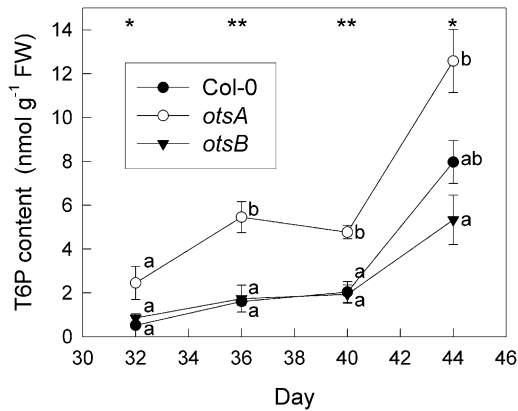 * ** ** *
14
12
10
8
6
4
2
0
T6P content (nmol g⁻¹ FW)
Col-0
otsA
otsB
a
a
a
b
a
a
b
a
a
b
ab
a
30 32 34 36 38 40 42 44 46
Day